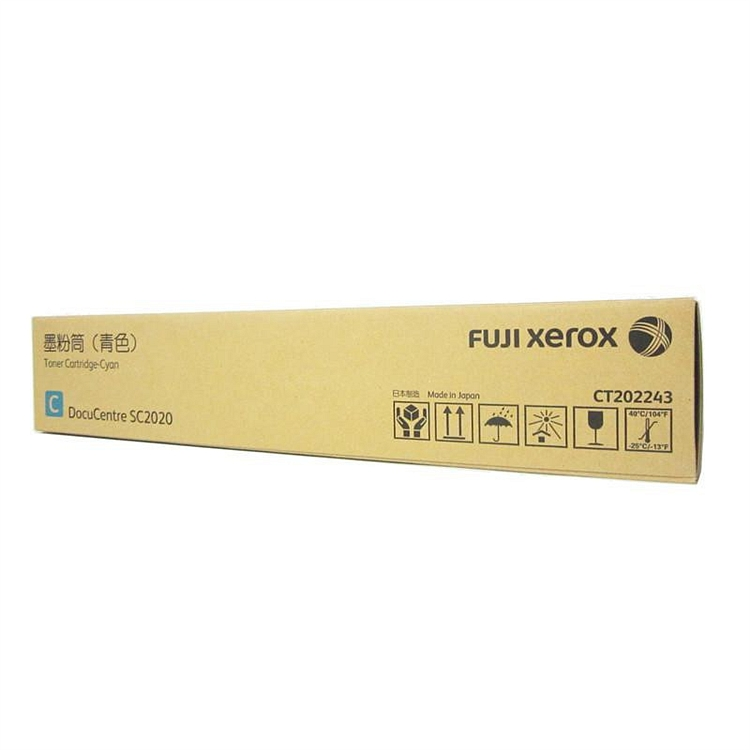 墨粉筒（青色）
Toner Cartridge-Cyan
C DocuCentre SC2020
FUJI xerox
日本制造 Made in Japan
CT202243
40°C/104°F
-25°C/-13°F